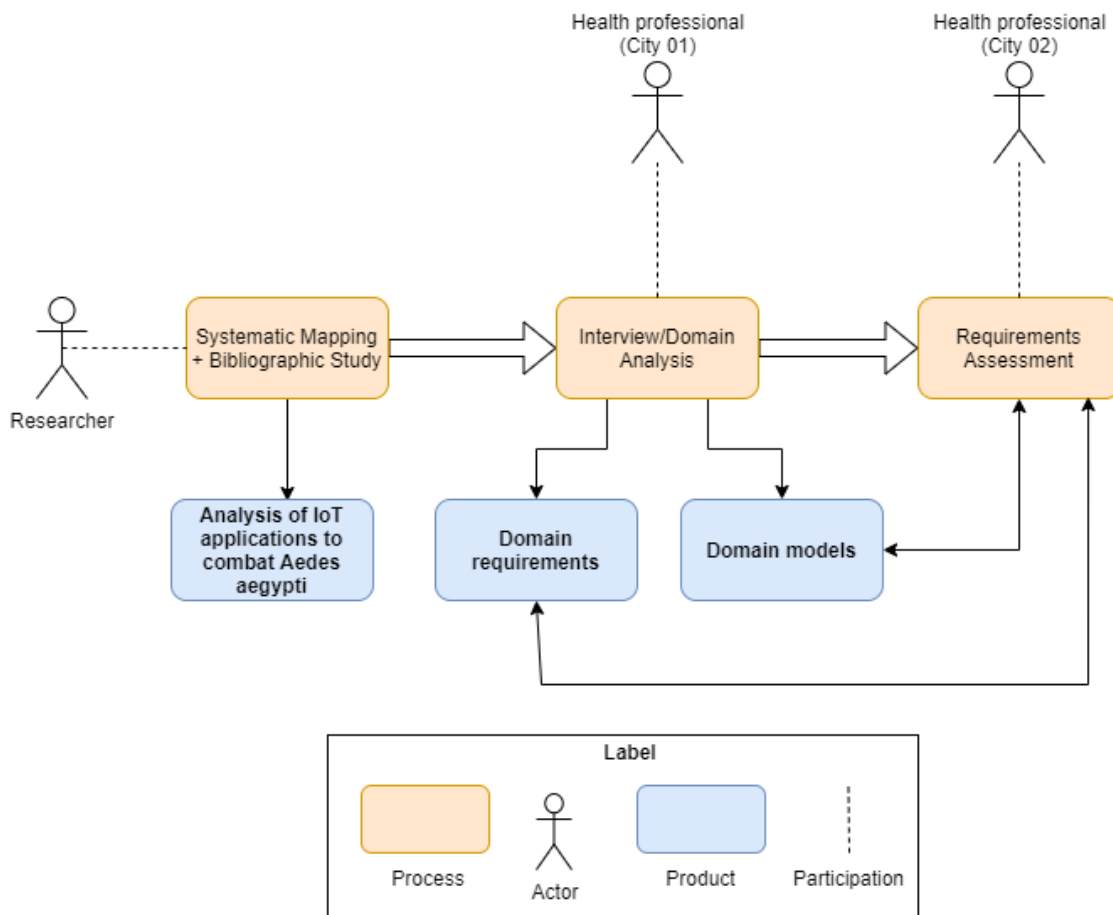 Health professional
(City 01)
Health professional
(City 02)
Researcher
Systematic Mapping
+ Bibliographic Study
Interview/Domain
Analysis
Requirements
Assessment
Analysis of IoT
applications to
combat Aedes
aegypti
Domain
requirements
Domain models
Label
Process
Actor
Product
Participation